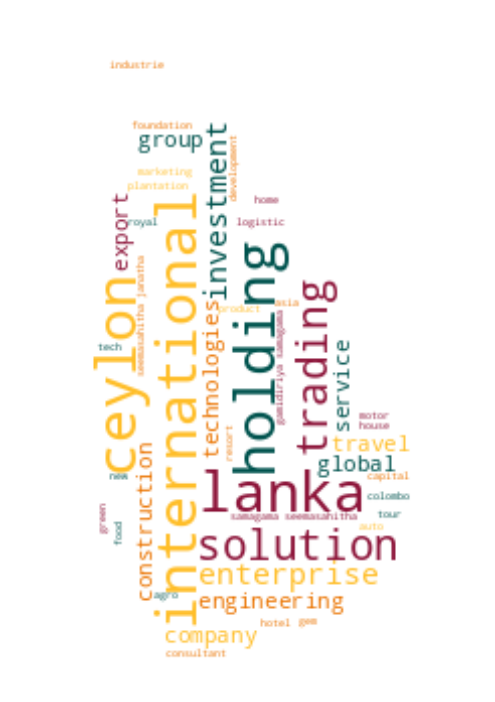 industrie
foundation
group
investment
development
marketing
plantation
home
export
royal
international
logistic
holding
ceylon
seemasahitha janatha
technologies
product
asia
trading
gamidiriya samagama
tech
service
motor
house
resort
travel
global
construction
new
lanka
capital
colombo
green
food
samagama seemasahitha
tour
auto
solution
enterprise
agro
engineering
hotel
gem
company
consultant